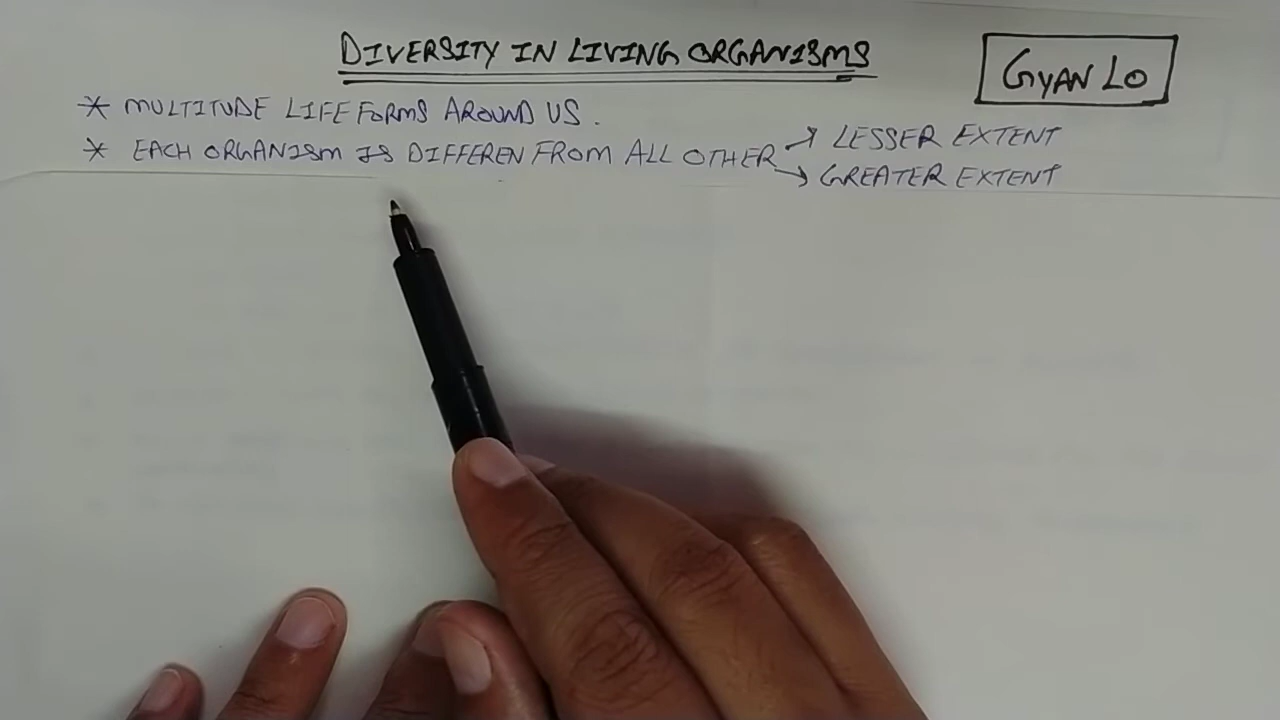 DIVERSITY IN LIVING ORGANISMS
GYAN LO
* MULTITUDE LIFE FORMS AROUND US.
* EACH ORGANISM IS DIFFEREN FROM ALL OTHER → LESSER EXTENT
→ GREATER EXTENT